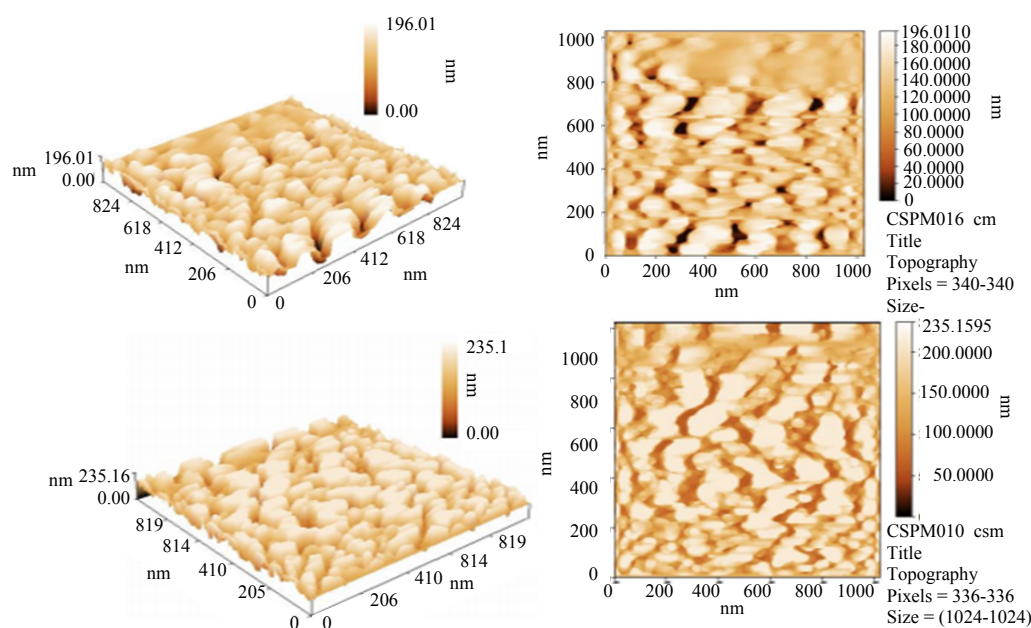 196.01
nm
0.00
nm 196.01
0.00
824
618
412
nm 206
0 0
206
412
nm
618
824
1000
800
600
nm
400
200
0
0 200 400 600 800 1000
nm
196.0110
180.0000
160.0000
140.0000
120.0000
100.0000
80.0000
60.0000
40.0000
20.0000
0
nm
CSPM016 cm
Title
Topography
Pixels = 340-340
Size-
235.1
nm
0.00
nm 235.16
0.00
819
814
410
nm
205
0 0
206
410 nm
814
819
1000
800
600
nm
400
200
0
0 200 400 600 800 1000
nm
235.1595
200.0000
150.0000
100.0000
50.0000
nm
CSPM010 csm
Title
Topography
Pixels = 336-336
Size = (1024-1024)